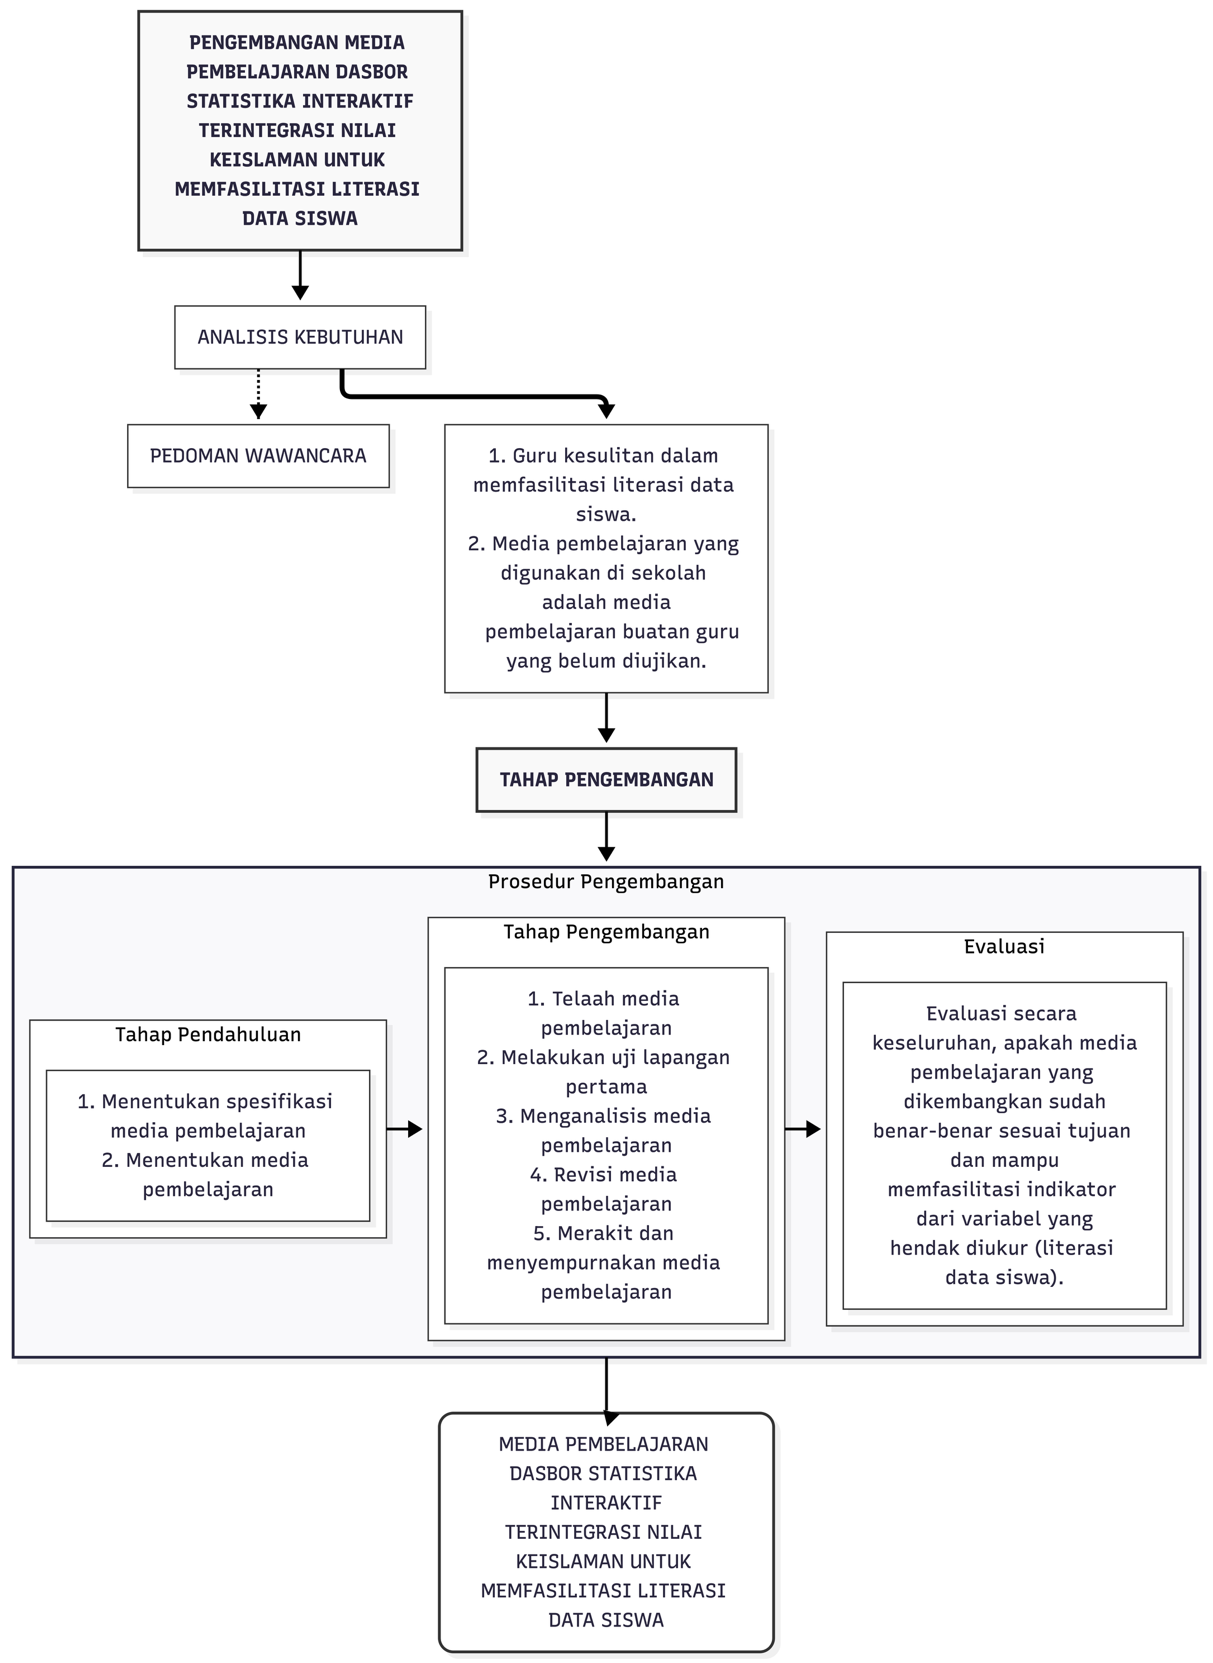 PENGEMBANGAN MEDIA
PEMBELAJARAN DASBOR
STATISTIKA INTERAKTIF
TERINTEGRASI NILAI
KEISLAMAN UNTUK
MEMFASILITASI LITERASI
DATA SISWA
ANALISIS KEBUTUHAN
PEDOMAN WAWANCARA
1. Guru kesulitan dalam
memfasilitasi literasi data
siswa.
2. Media pembelajaran yang
digunakan di sekolah
adalah media
pembelajaran buatan guru
yang belum diujikan.
TAHAP PENGEMBANGAN
Prosedur Pengembangan
Tahap Pendahuluan
1. Menentukan spesifikasi
media pembelajaran
2. Menentukan media
pembelajaran
Tahap Pengembangan
1. Telaah media
pembelajaran
2. Melakukan uji lapangan
pertama
3. Menganalisis media
pembelajaran
4. Revisi media
pembelajaran
5. Merakit dan
menyempurnakan media
pembelajaran
Evaluasi
Evaluasi secara
keseluruhan, apakah media
pembelajaran yang
dikembangkan sudah
benar-benar sesuai tujuan
dan mampu
memfasilitasi indikator
dari variabel yang
hendak diukur (literasi
data siswa).
MEDIA PEMBELAJARAN
DASBOR STATISTIKA
INTERAKTIF
TERINTEGRASI NILAI
KEISLAMAN UNTUK
MEMFASILITASI LITERASI
DATA SISWA